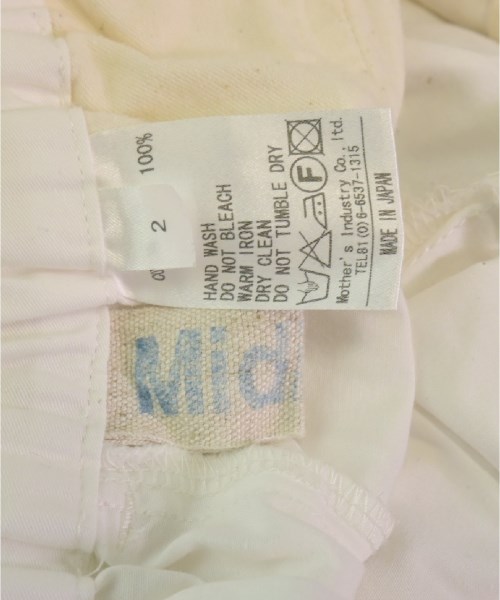 100%
2
HAND WASH
DO NOT BLEACH
WARM IRON
DRY CLEAN
DO NOT TUMBLE DRY
F
Mother's Industry Co., ltd.
TEL81(0)6-6537-1315
MADE IN JAPAN
Mid